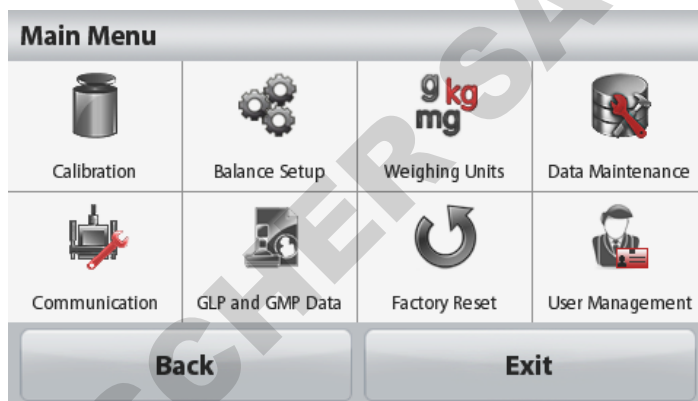 Main Menu
g kg
mg
Calibration Balance Setup Weighing Units Data Maintenance
Communication GLP and GMP Data Factory Reset User Management
Back Exit